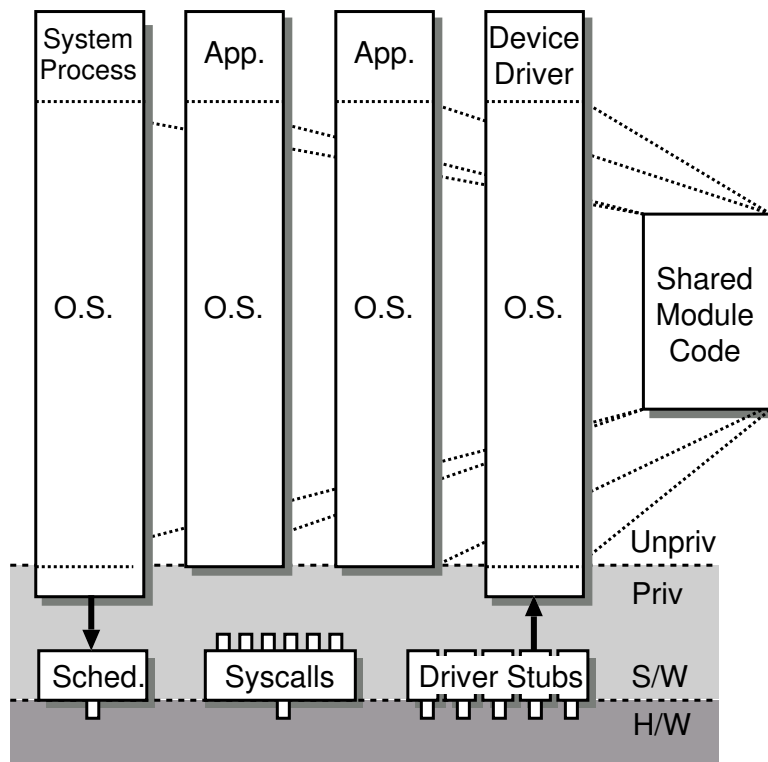 System
Process
App.
App.
Device
Driver
O.S.
O.S.
O.S.
O.S.
Shared
Module
Code
Unpriv
Priv
Sched.
Syscalls
Driver Stubs
S/W
H/W